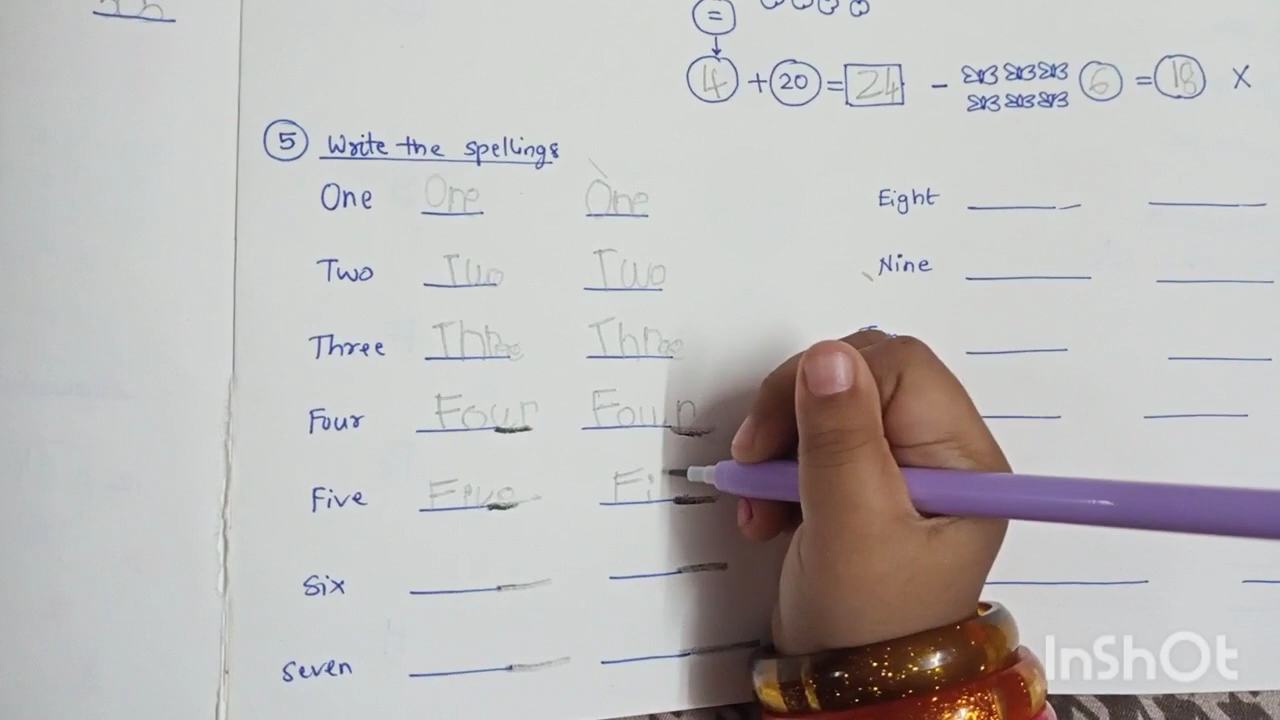 =
4 + 20 = 24 - 6 = 18 ×
5 Write the spellings
One One One
Two Two Two
Three Three Three
Four Four Four
Five Five Fi
Six
Seven
Eight
Nine
InShOt